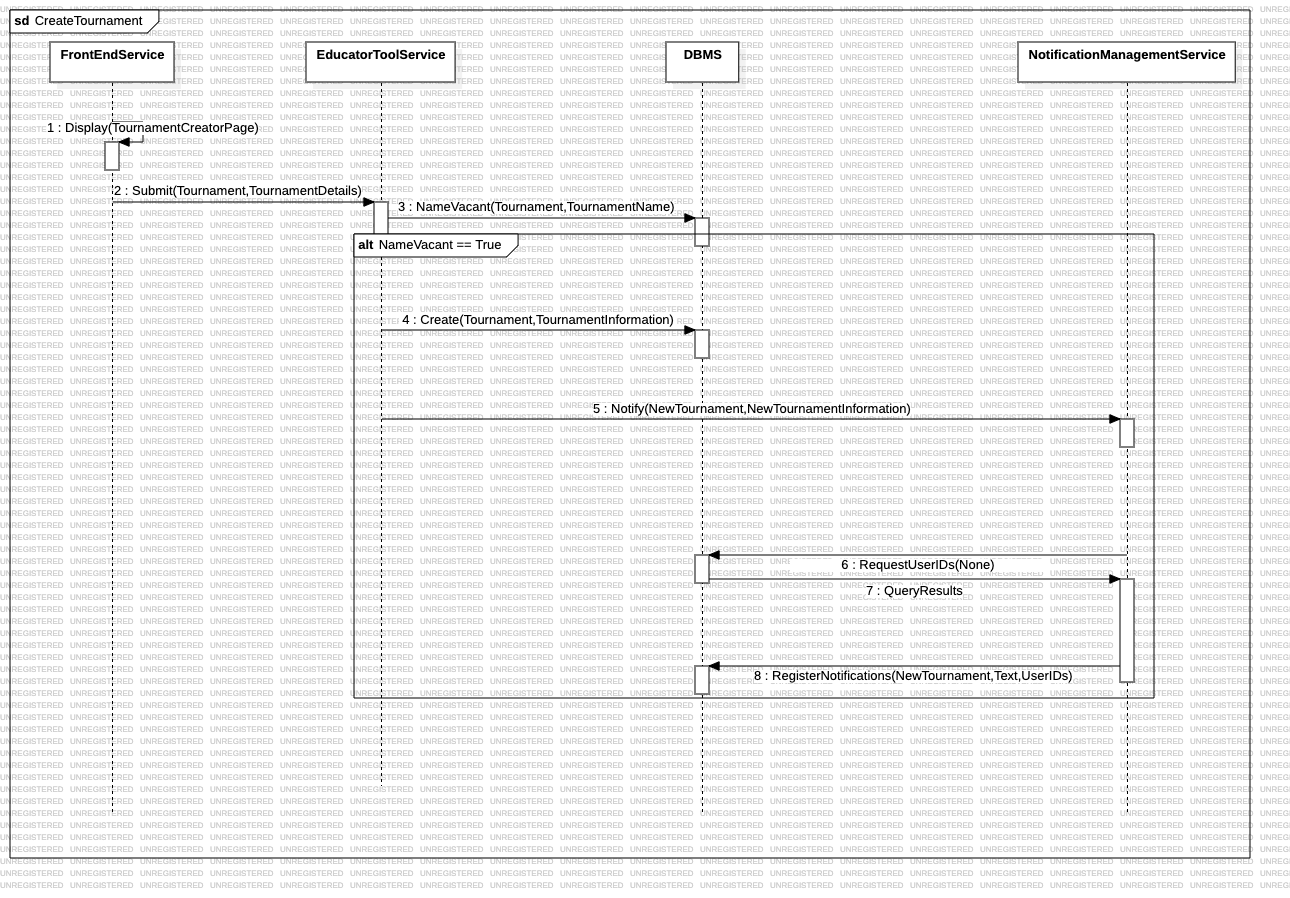 sd CreateTournament
FrontEndService
EducatorToolService
DBMS
NotificationManagementService
1 : Display(TournamentCreatorPage)
2 : Submit(Tournament,TournamentDetails)
3 : NameVacant(Tournament,TournamentName)
alt NameVacant == True
4 : Create(Tournament,TournamentInformation)
5 : Notify(NewTournament,NewTournamentInformation)
6 : RequestUserIDs(None)
7 : QueryResults
8 : RegisterNotifications(NewTournament,Text,UserIDs)
UNREGISTERED